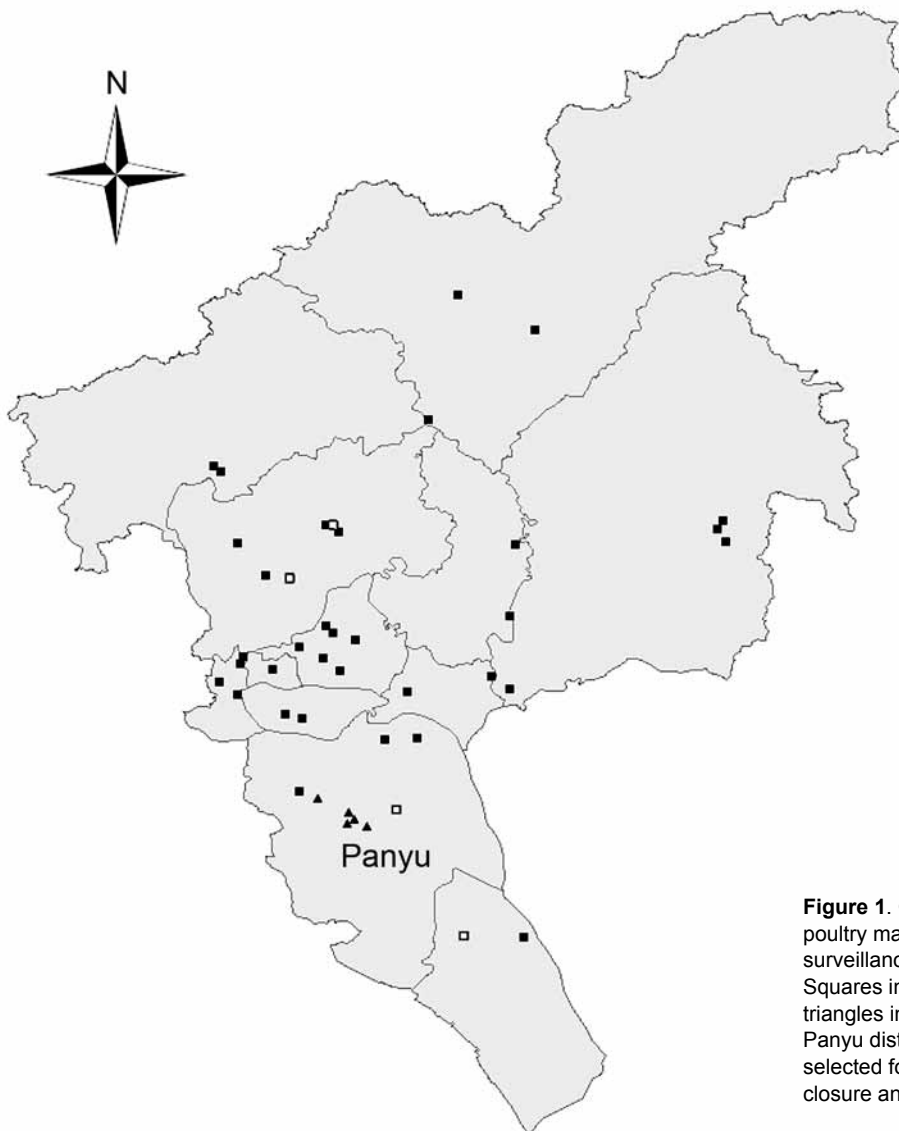 N
Panyu
Figure 1.
poultry ma
surveillanc
Squares in
triangles in
Panyu dist
selected fo
closure an